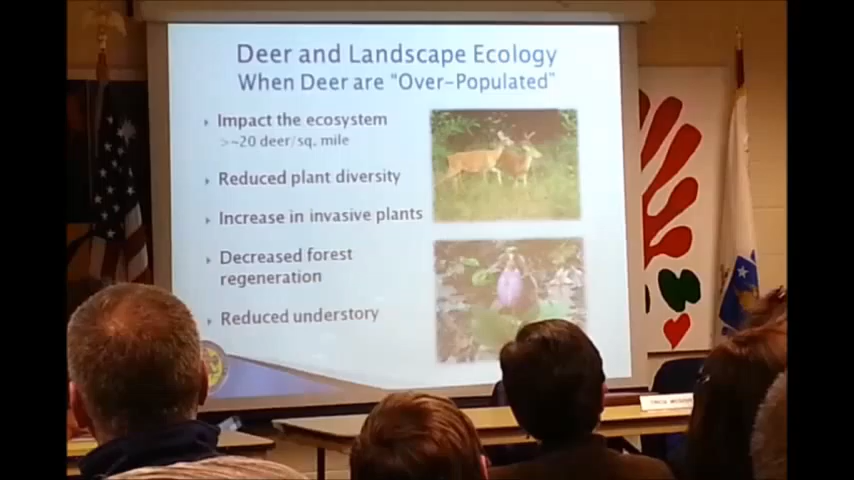 Deer and Landscape Ecology
When Deer are "Over-Populated"
Impact the ecosystem
>~20 deer/sq. mile
Reduced plant diversity
Increase in invasive plants
Decreased forest
regeneration
Reduced understory